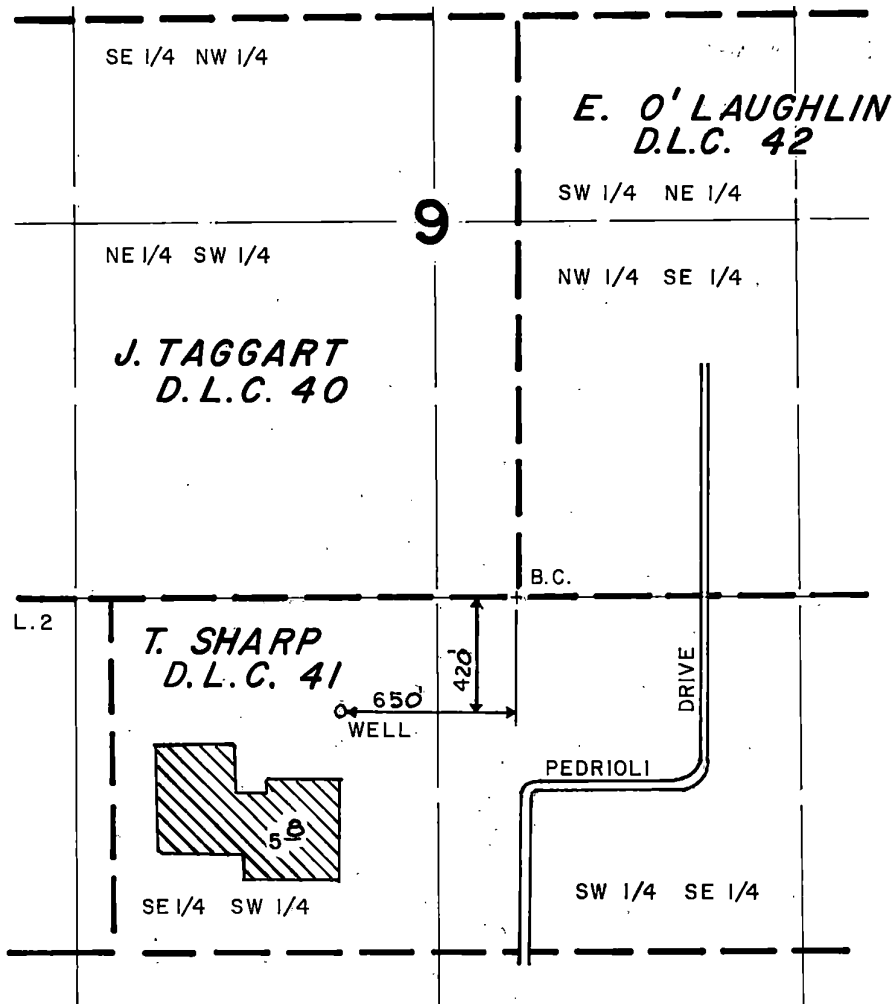 SE 1/4 NW 1/4
E. O'LAUGHLIN
D.L.C. 42
SW 1/4 NE 1/4
9
NE 1/4 SW 1/4
NW 1/4 SE 1/4
J. TAGGART
D.L.C. 40
B.C.
L.2
T. SHARP
D.L.C. 41
420'
650'
WELL
DRIVE
PEDRIOLI
5 8
SE 1/4 SW 1/4
SW 1/4 SE 1/4